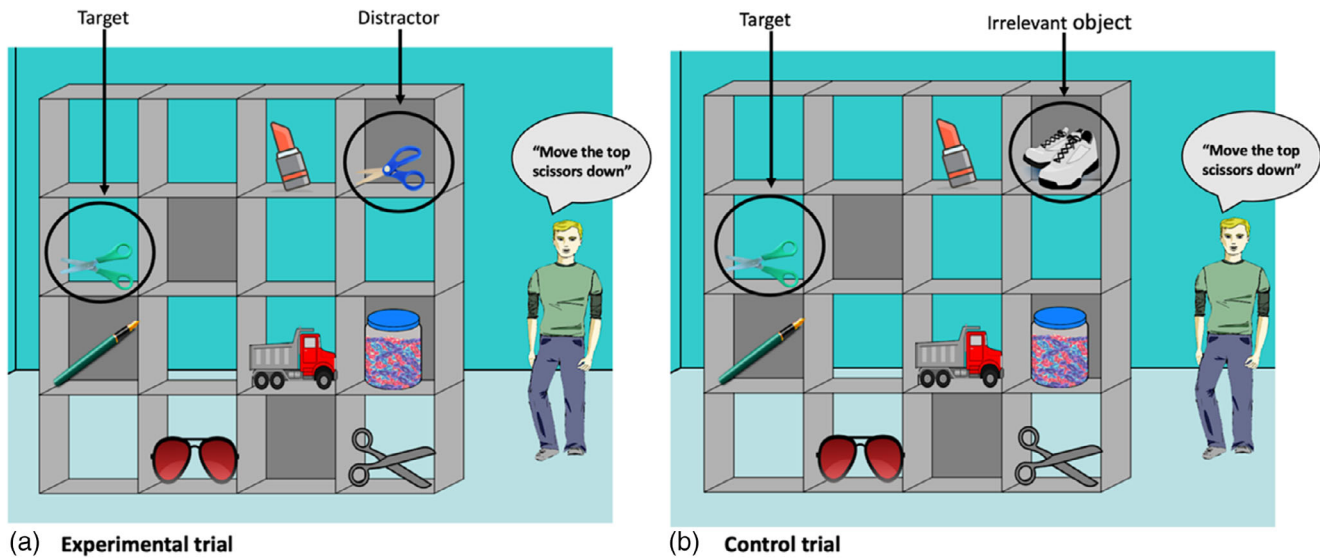 Target
Distractor
“Move the top
scissors down”
(a) Experimental trial
Target
Irrelevant object
“Move the top
scissors down”
(b) Control trial